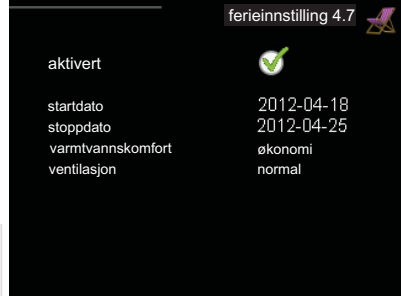 ferieinnstilling 4.7
aktivert
startdato 2012-04-18
stoppdato 2012-04-25
varmtvannskomfort økonomi
ventilasjon normal